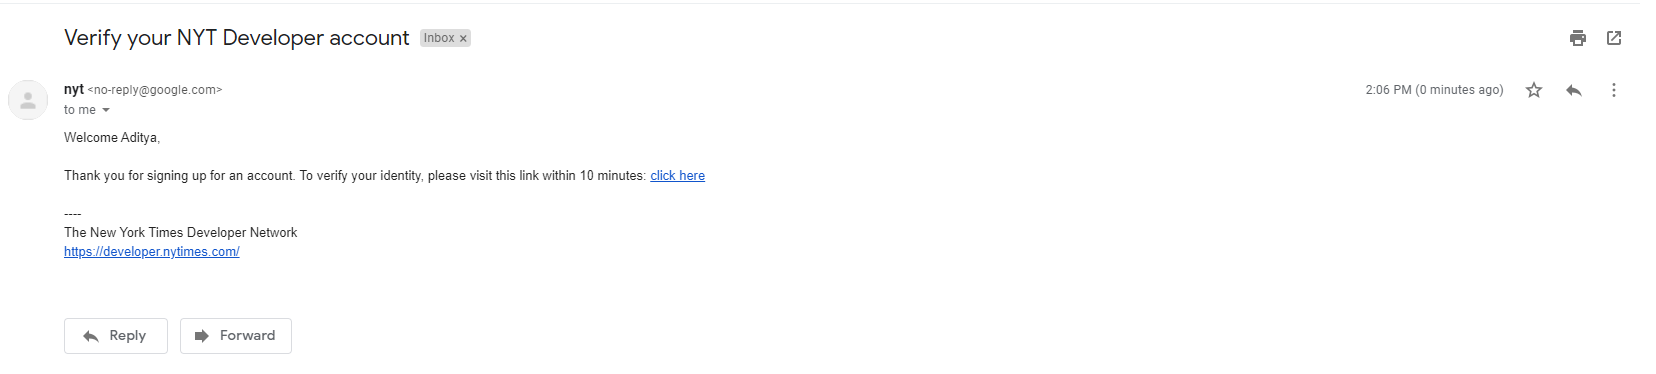 Verify your NYT Developer account Inbox x
nyt <no-reply@google.com> 2:06 PM (0 minutes ago)
to me
Welcome Aditya,
Thank you for signing up for an account. To verify your identity, please visit this link within 10 minutes: click here
----
The New York Times Developer Network
https://developer.nytimes.com/
Reply Forward